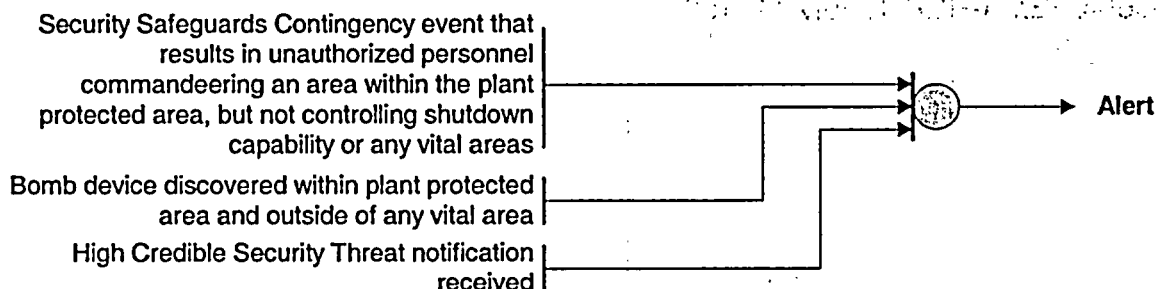 Security Safeguards Contingency event that
results in unauthorized personnel
commandeering an area within the plant
protected area, but not controlling shutdown
capability or any vital areas
Alert
Bomb device discovered within plant protected
area and outside of any vital area
High Credible Security Threat notification
received